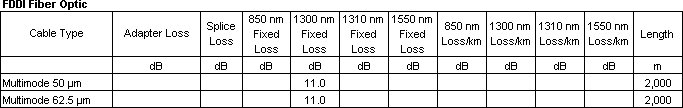 FDDI Fiber Optic
Cable Type Adapter Loss Splice Loss 850 nm Fixed Loss 1300 nm Fixed Loss 1310 nm Fixed Loss 1550 nm Fixed Loss 850 nm Loss/km 1300 nm Loss/km 1310 nm Loss/km 1550 nm Loss/km Length
dB dB dB dB dB dB dB dB dB dB m
Multimode 50 µm 11.0 2,000
Multimode 62.5 µm 11.0 2,000